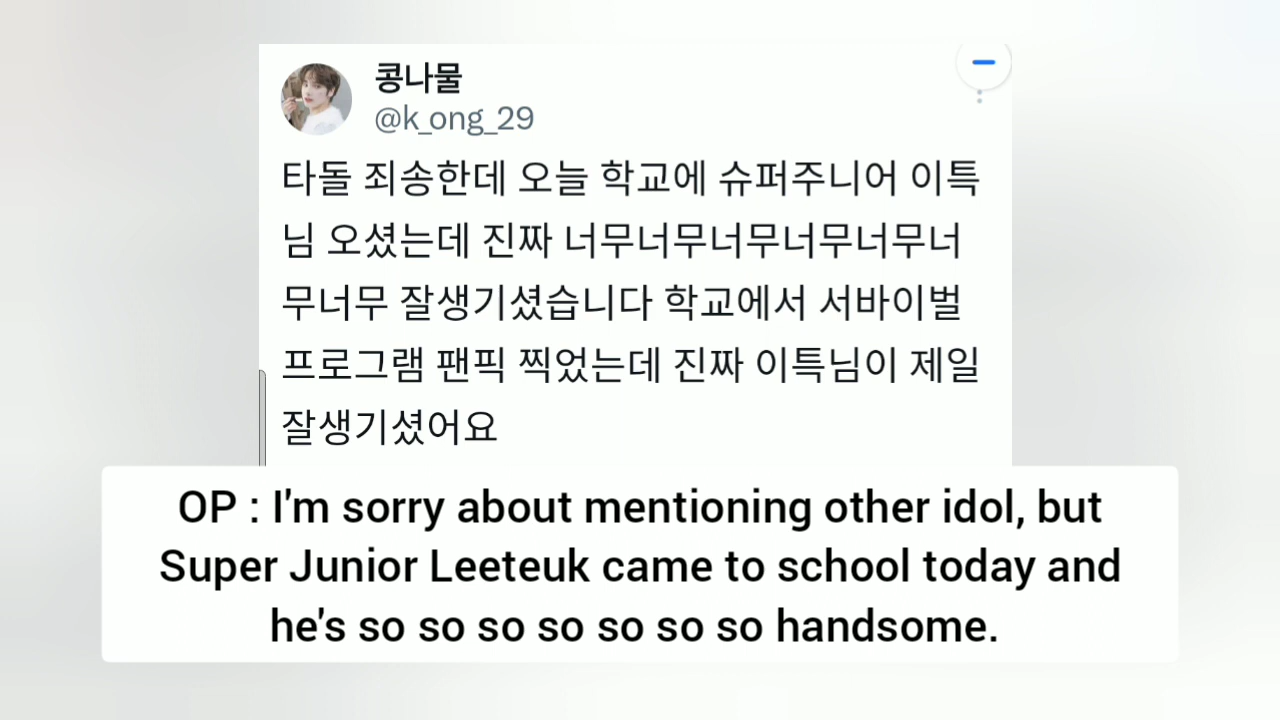 콩나물
@k_ong_29
타돌 죄송한데 오늘 학교에 슈퍼주니어 이특
님 오셨는데 진짜 너무너무너무너무너무너
무너무 잘생기셨습니다 학교에서 서바이벌
프로그램 팬픽 찍었는데 진짜 이특님이 제일
잘생기셨어요
OP : I'm sorry about mentioning other idol, but
Super Junior Leeteuk came to school today and
he's so so so so so so so handsome.